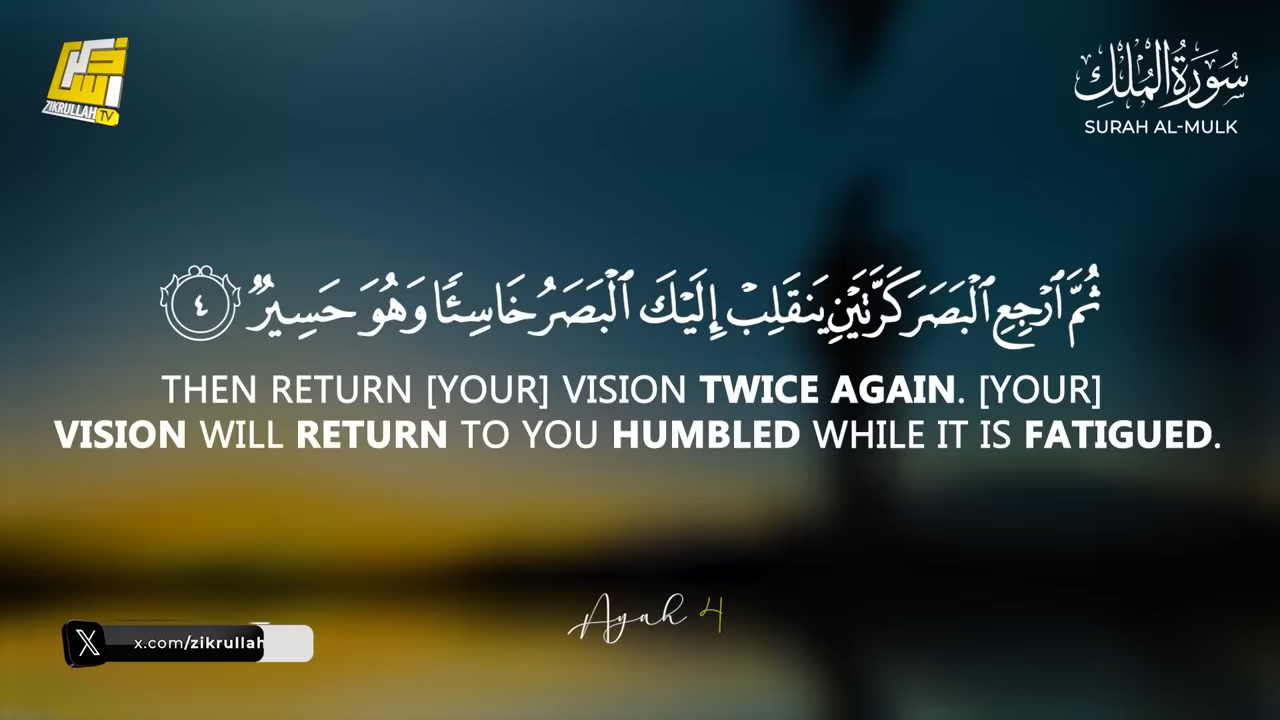 ذكر الله
ZIKRULLAH TV
سُورَةُ الْمُلْكِ
SURAH AL-MULK
ثُمَّ ٱرْجِعِ ٱلْبَصَرَ كَرَّتَيْنِ يَنقَلِبْ إِلَيْكَ ٱلْبَصَرُ خَاسِئًا وَهُوَ حَسِيرٌ ٤
THEN RETURN [YOUR] VISION TWICE AGAIN. [YOUR]
VISION WILL RETURN TO YOU HUMBLED WHILE IT IS FATIGUED.
Ayah 4
X x.com/zikrullah